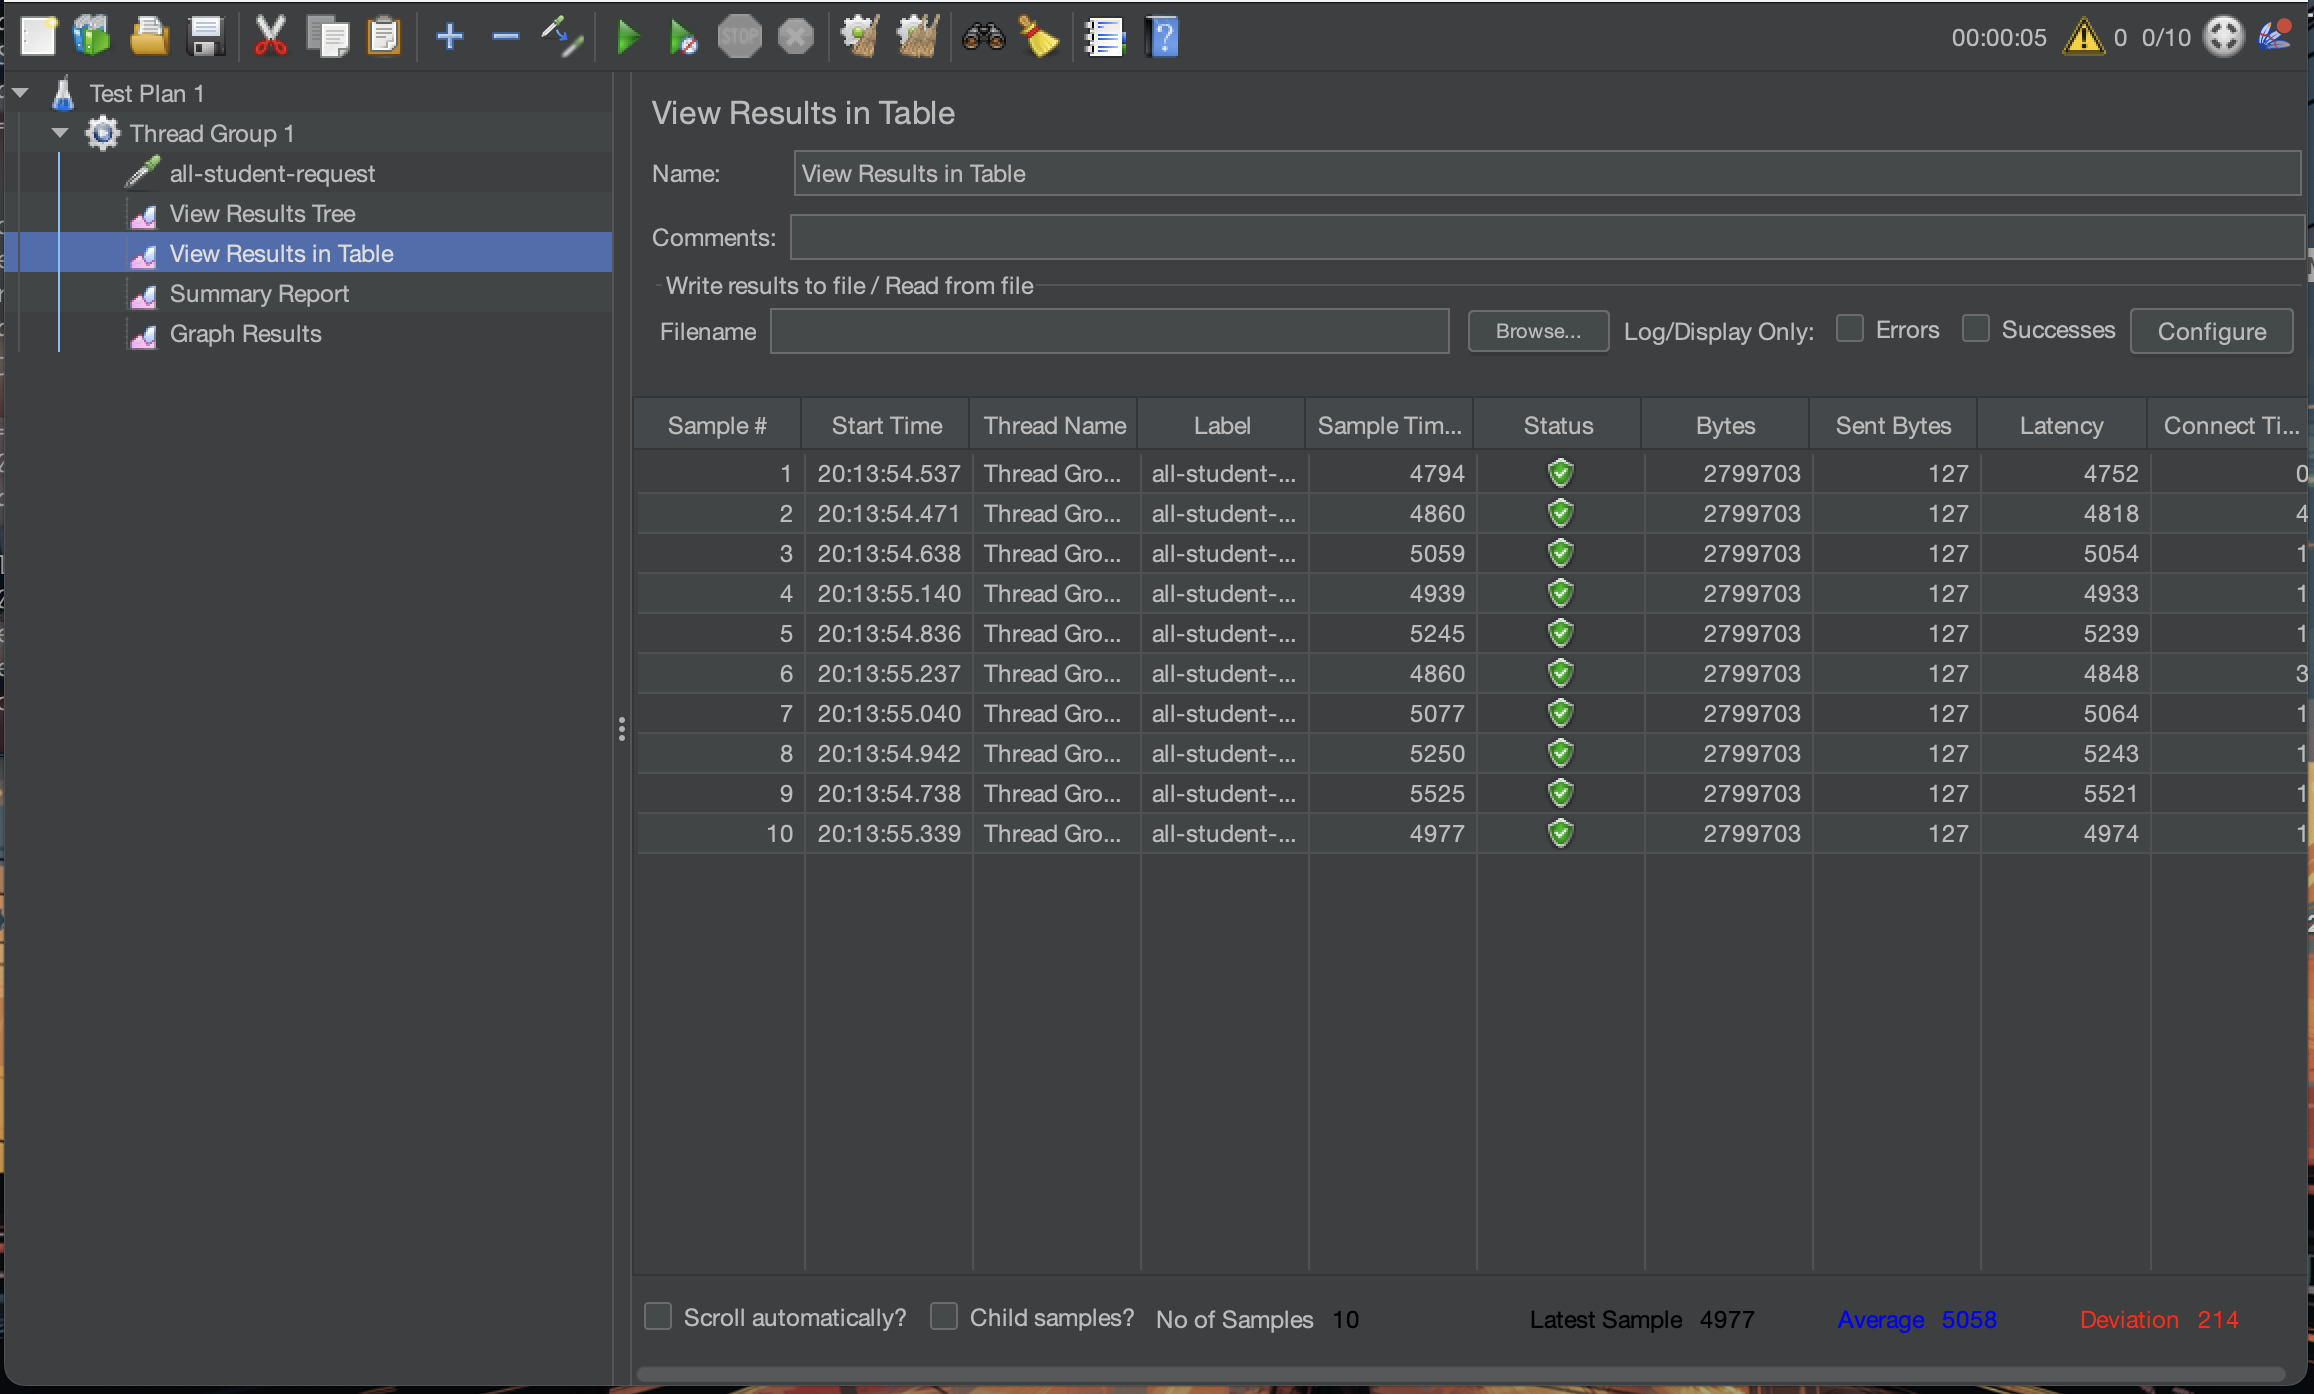 00:00:05 0 0/10
Test Plan 1
Thread Group 1
all-student-request
View Results Tree
View Results in Table
Summary Report
Graph Results
View Results in Table
Name: View Results in Table
Comments:
Write results to file / Read from file
Filename Browse... Log/Display Only: Errors Successes Configure
Sample # Start Time Thread Name Label Sample Tim... Status Bytes Sent Bytes Latency Connect Ti...
1 20:13:54.537 Thread Gro... all-student-... 4794 2799703 127 4752 0
2 20:13:54.471 Thread Gro... all-student-... 4860 2799703 127 4818 4
3 20:13:54.638 Thread Gro... all-student-... 5059 2799703 127 5054 1
4 20:13:55.140 Thread Gro... all-student-... 4939 2799703 127 4933 1
5 20:13:54.836 Thread Gro... all-student-... 5245 2799703 127 5239 1
6 20:13:55.237 Thread Gro... all-student-... 4860 2799703 127 4848 3
7 20:13:55.040 Thread Gro... all-student-... 5077 2799703 127 5064 1
8 20:13:54.942 Thread Gro... all-student-... 5250 2799703 127 5243 1
9 20:13:54.738 Thread Gro... all-student-... 5525 2799703 127 5521 1
10 20:13:55.339 Thread Gro... all-student-... 4977 2799703 127 4974 1
Scroll automatically? Child samples? No of Samples 10 Latest Sample 4977 Average 5058 Deviation 214